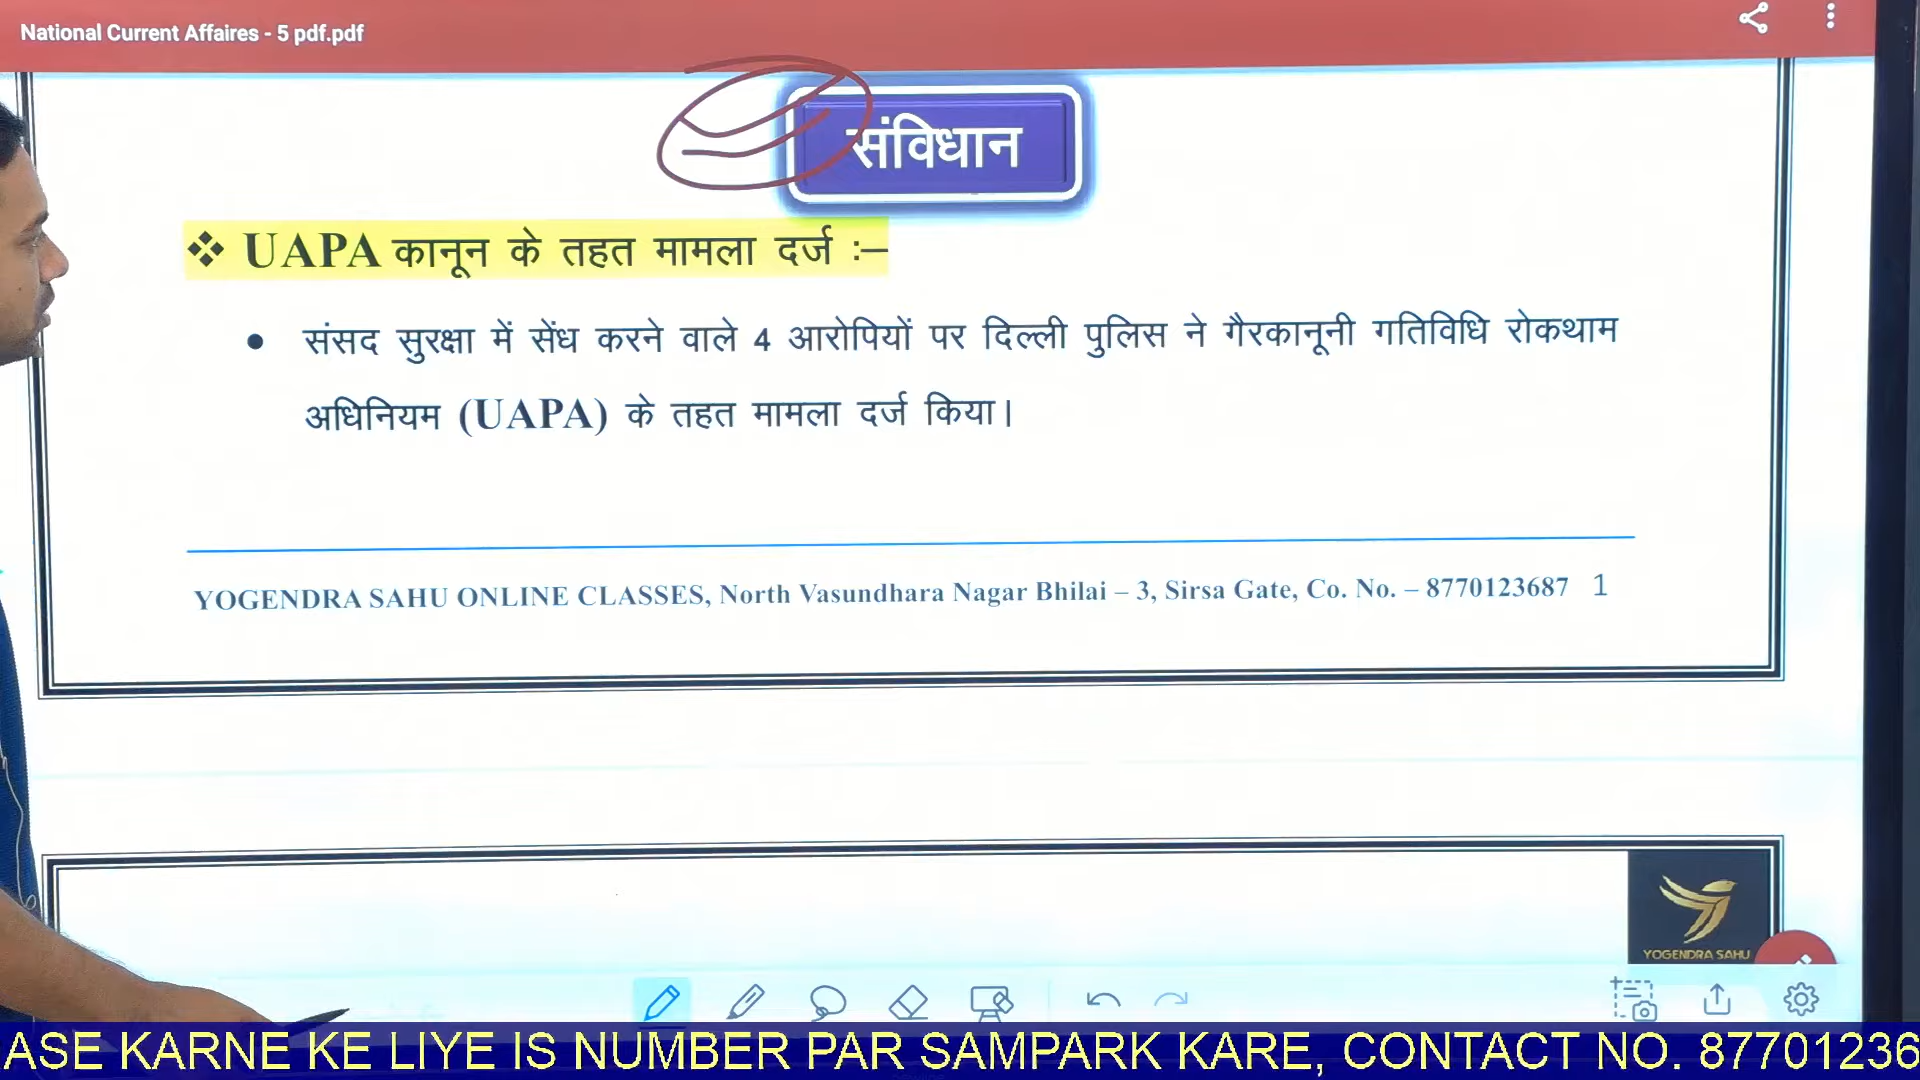 National Current Affaires - 5 pdf.pdf
संविधान
❖ UAPA कानून के तहत मामला दर्ज :–
• संसद सुरक्षा में सेंध करने वाले 4 आरोपियों पर दिल्ली पुलिस ने गैरकानूनी गतिविधि रोकथाम
अधिनियम (UAPA) के तहत मामला दर्ज किया।
YOGENDRA SAHU ONLINE CLASSES, North Vasundhara Nagar Bhilai – 3, Sirsa Gate, Co. No. – 8770123687 1
YOGENDRA SAHU
ASE KARNE KE LIYE IS NUMBER PAR SAMPARK KARE, CONTACT NO. 87701236